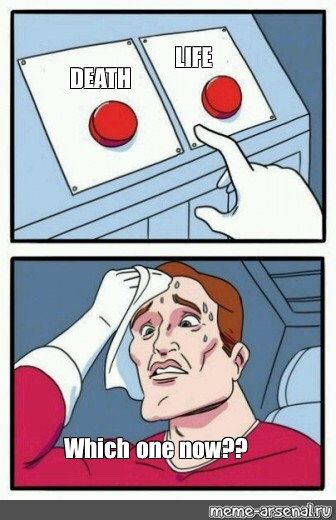 DEATH
LIFE
Which one now??
meme-arsenal.ru